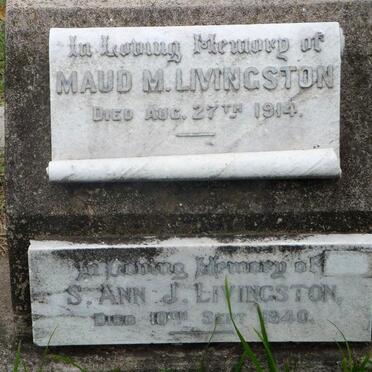 In Loving Memory of
MAUD M. LIVINGSTON
DIED AUG. 27TH 1914.
In Loving Memory of
S. ANN J. LIVINGSTON,
DIED 10TH SEPT 1940.